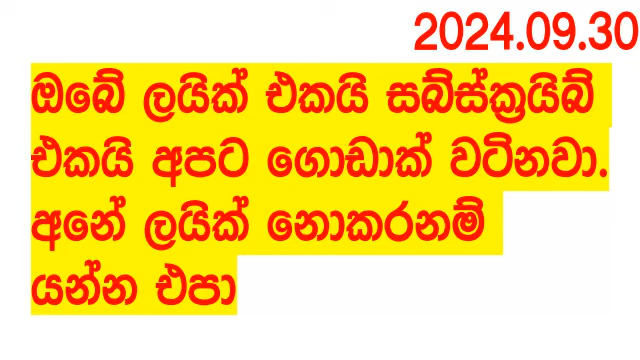 2024.09.30
ඔබේ ලයික් එකයි සබ්ස්ක්‍රයිබ්
එකයි අපට ගොඩාක් වටිනවා.
අනේ ලයික් නොකරනම්
යන්න එපා